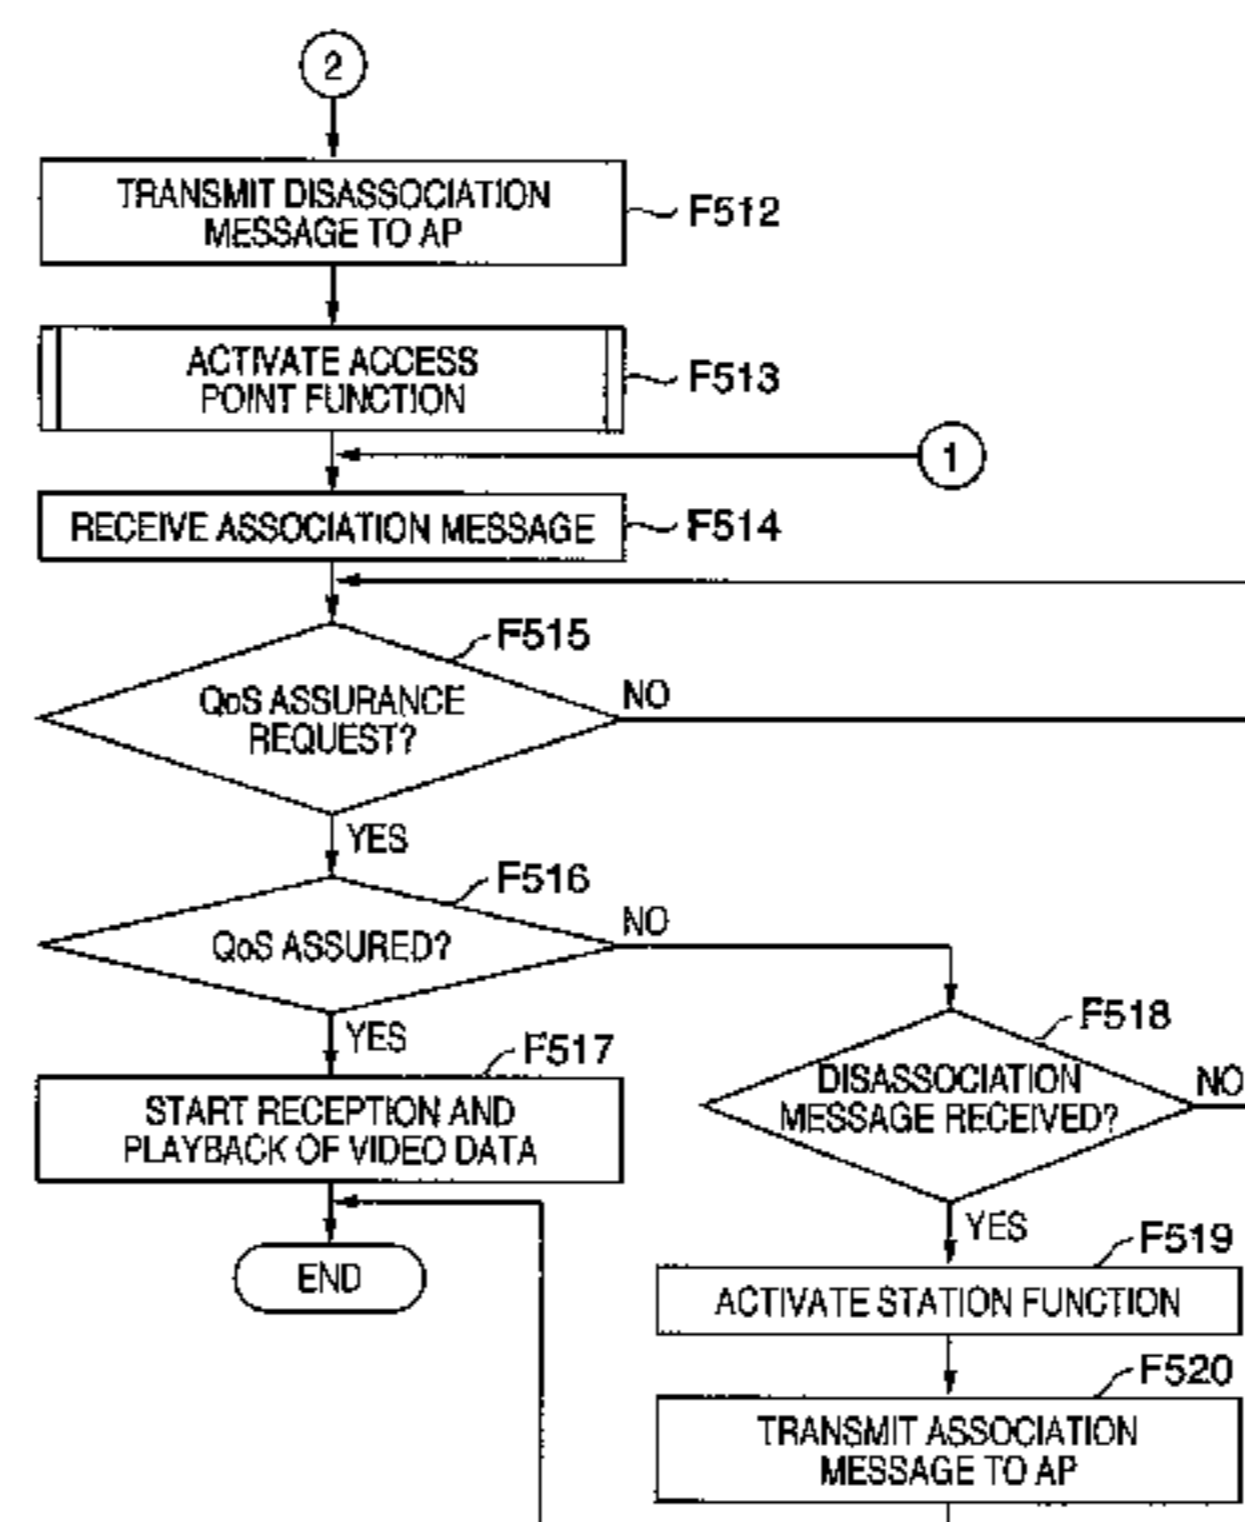 2
TRANSMIT DISASSOCIATION
MESSAGE TO AP
F512
ACTIVATE ACCESS
POINT FUNCTION
F513
1
RECEIVE ASSOCIATION MESSAGE
F514
F515
QoS ASSURANCE
REQUEST?
NO
YES
F516
QoS ASSURED?
NO
YES
F517
START RECEPTION AND
PLAYBACK OF VIDEO DATA
END
F518
DISASSOCIATION
MESSAGE RECEIVED?
NO
YES
F519
ACTIVATE STATION FUNCTION
F520
TRANSMIT ASSOCIATION
MESSAGE TO AP